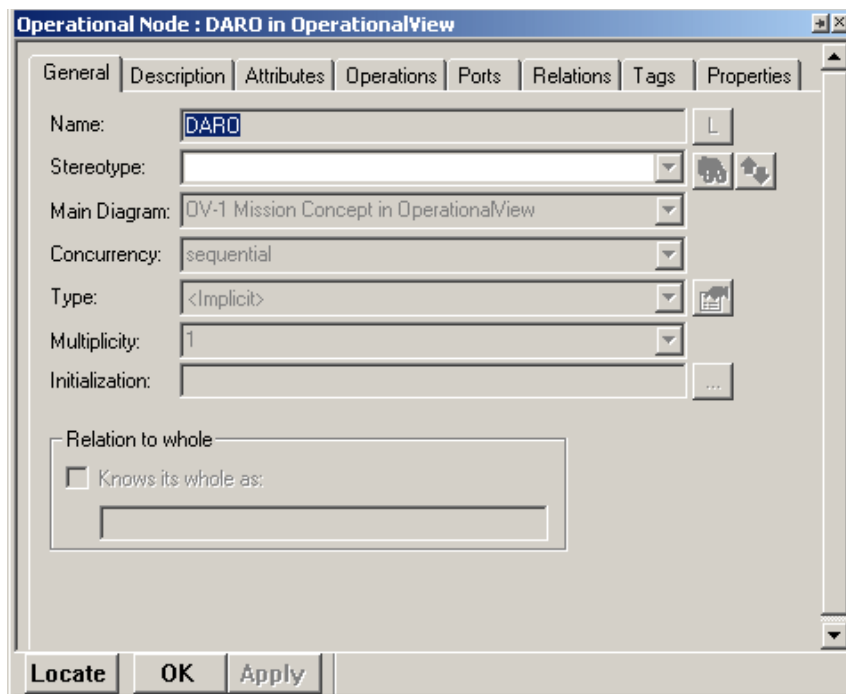 Operational Node : DARO in OperationalView
General Description Attributes Operations Ports Relations Tags Properties
Name: DARO L
Stereotype:
Main Diagram: OV-1 Mission Concept in OperationalView
Concurrency: sequential
Type: <Implicit>
Multiplicity: 1
Initialization: ...
Relation to whole
Knows its whole as:
Locate OK Apply